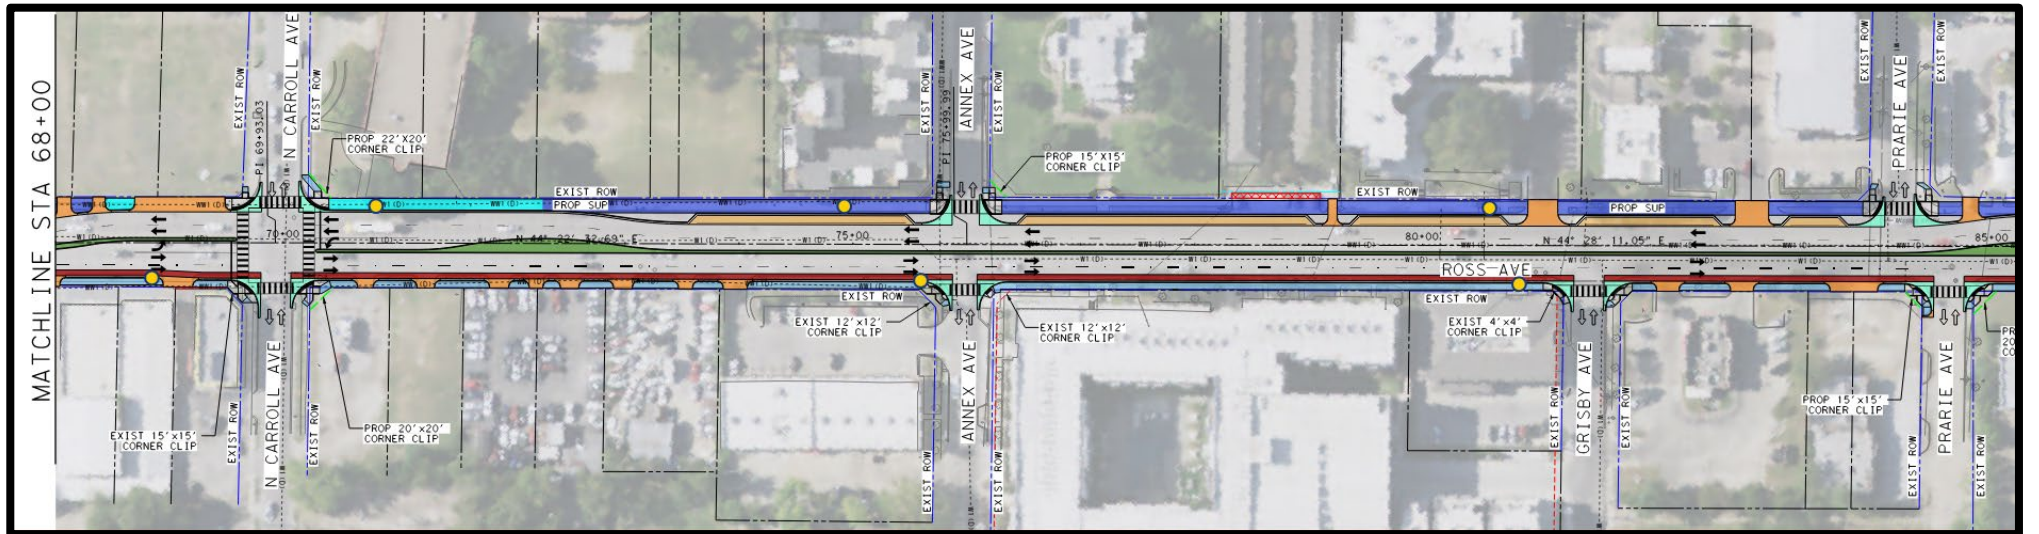 MATCHLINE STA 68+00
EXIST ROW
PI 69+93.03
N CARROLL AVE
EXIST ROW
PROP 22'X20'
CORNER CLIP
EXIST ROW
PROP SUP
EXIST ROW
PI 75+99.99
ANNEX AVE
EXIST ROW
PROP 15'X15'
CORNER CLIP
EXIST ROW
PROP SUP
EXIST ROW
PRARIE AVE
EXIST ROW
70+00
75+00
80+00
N 44° 28' 11.05" E
85+00
ROSS AVE
EXIST ROW
EXIST 12'x12'
CORNER CLIP
EXIST 12'x12'
CORNER CLIP
EXIST ROW
EXIST 4'x4'
CORNER CLIP
EXIST 15'x15'
CORNER CLIP
EXIST ROW
N CARROLL AVE
EXIST ROW
PROP 20'x20'
CORNER CLIP
EXIST ROW
ANNEX AVE
EXIST ROW
EXIST ROW
GRISBY AVE
EXIST ROW
PROP 15'x15'
CORNER CLIP
EXIST ROW
PRARIE AVE
EXIST ROW
PR
20
CO